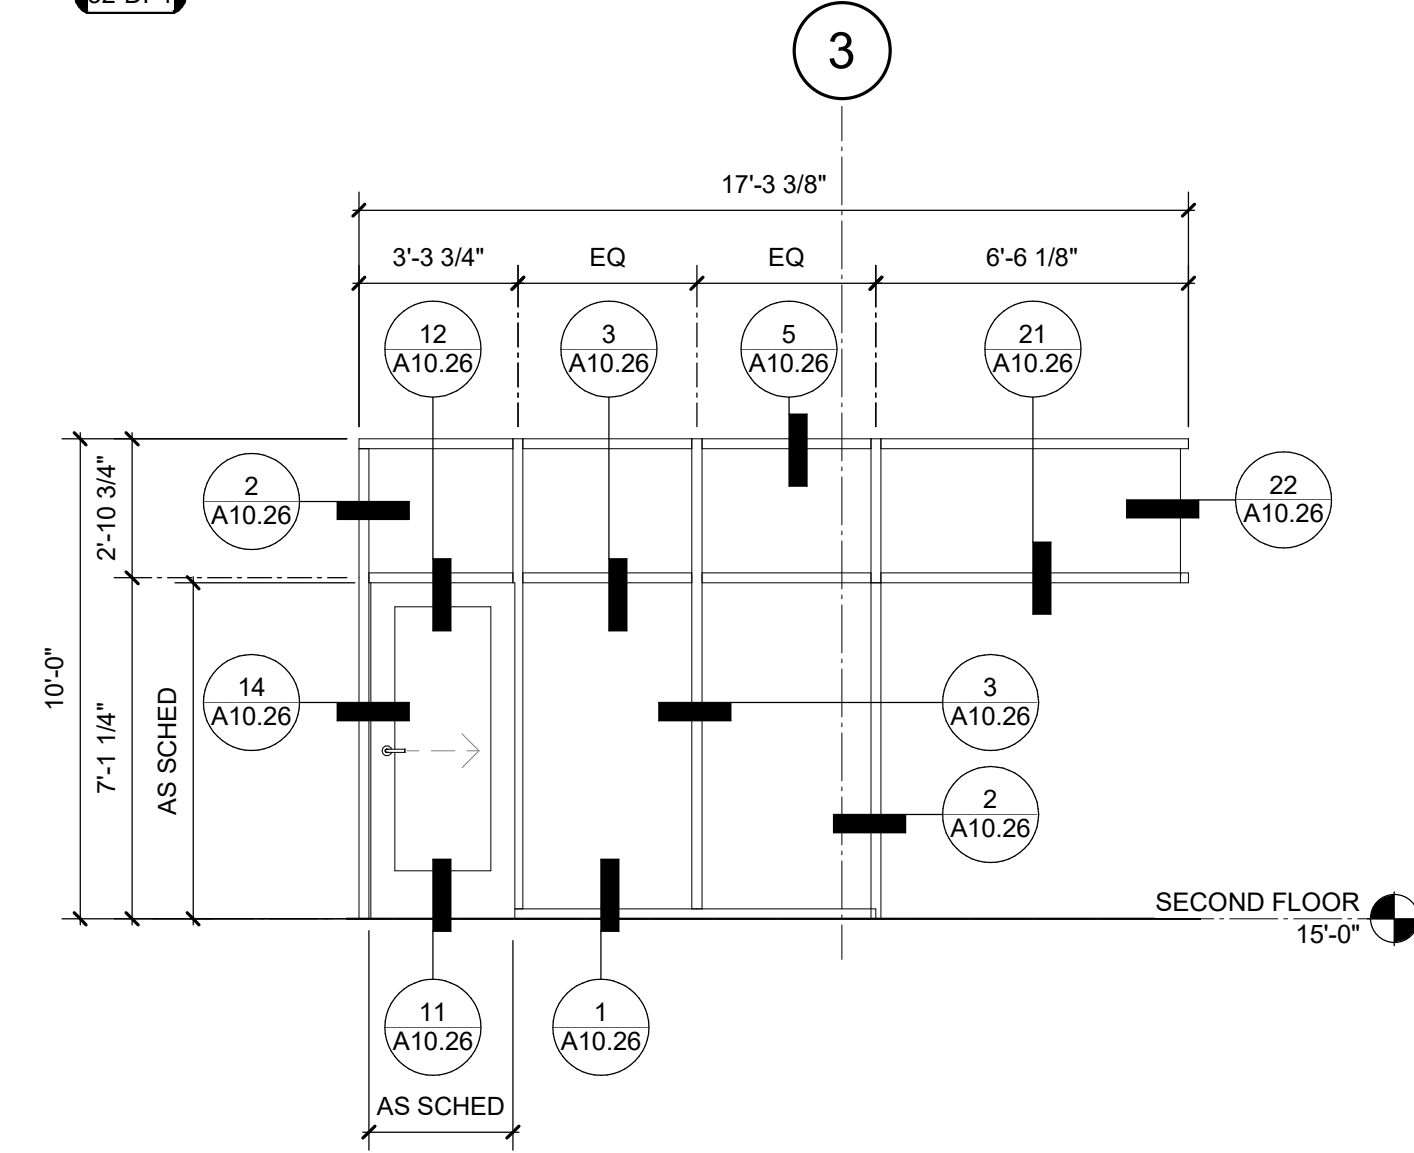 3
17'-3 3/8"
3'-3 3/4"
EQ
EQ
6'-6 1/8"
12
A10.26
3
A10.26
5
A10.26
21
A10.26
2
A10.26
22
A10.26
2'-10 3/4"
10'-0"
7'-1 1/4"
AS SCHED
14
A10.26
3
A10.26
2
A10.26
SECOND FLOOR
15'-0"
11
A10.26
1
A10.26
AS SCHED